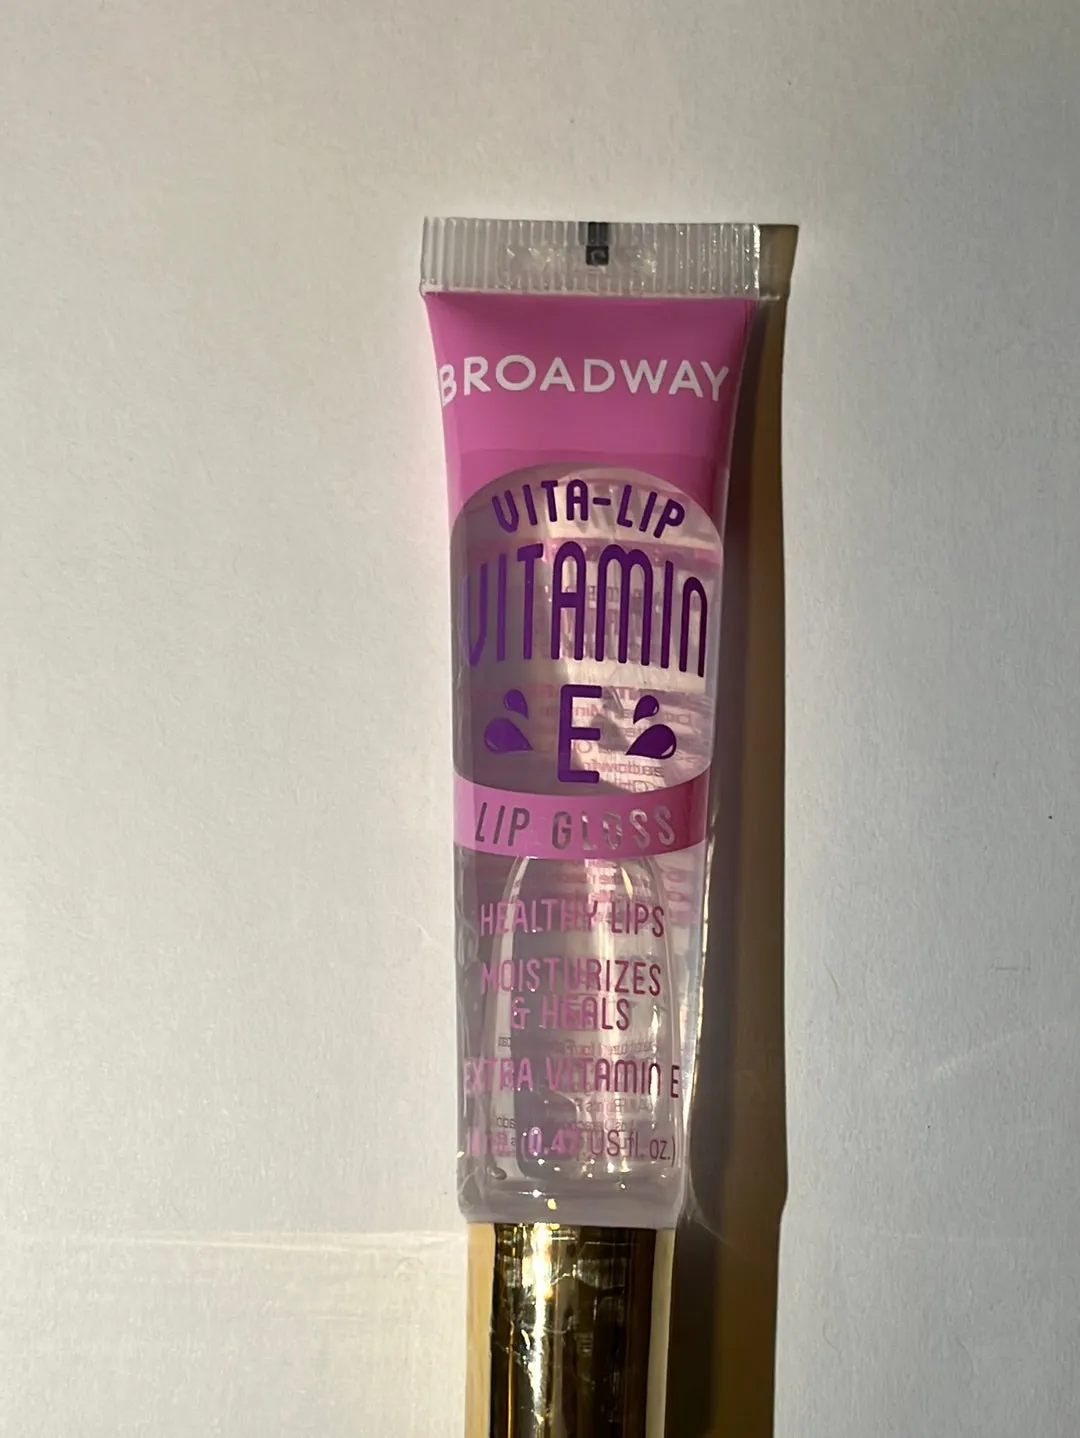 BROADWAY
VITA-LIP
VITAMIN
E
LIP GLOSS
HEALTHY LIPS
MOISTURIZES
& HEALS
EXTRA VITAMIN E
0.47 US fl. oz.)